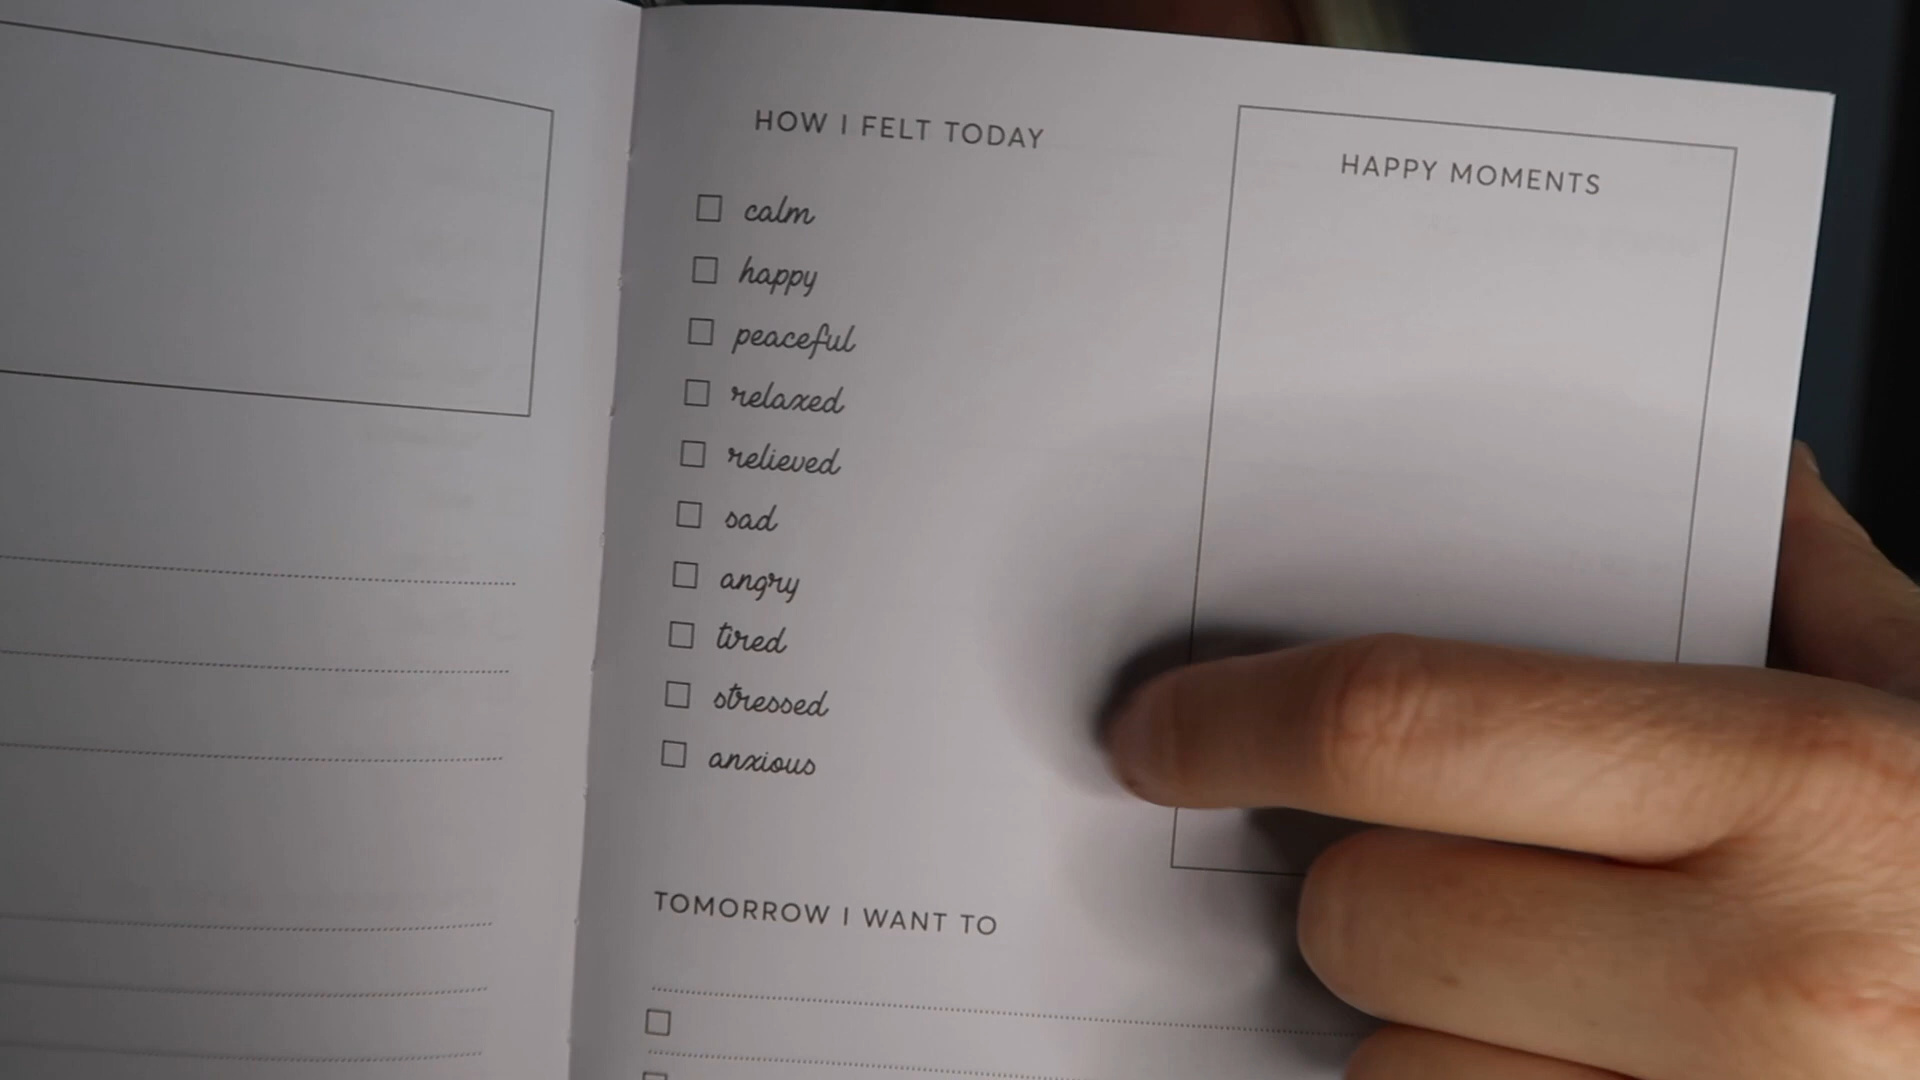 HOW I FELT TODAY
calm
happy
peaceful
relaxed
relieved
sad
angry
tired
stressed
anxious
HAPPY MOMENTS
TOMORROW I WANT TO